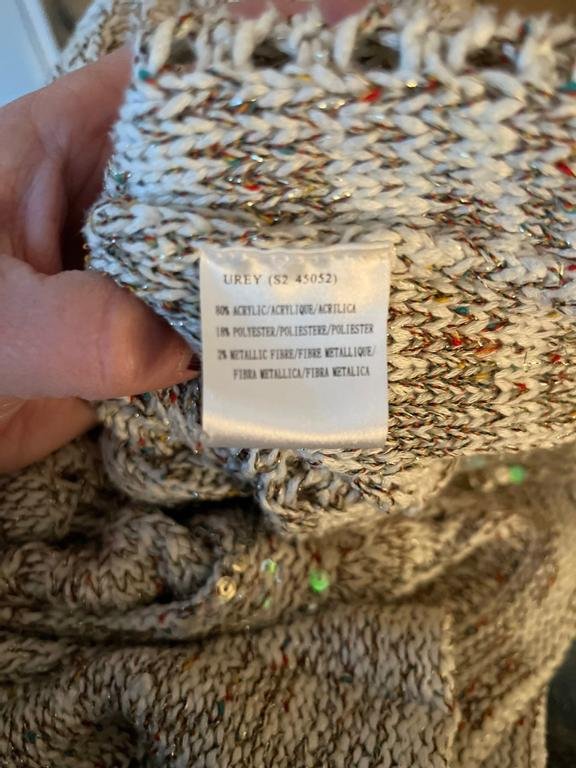 UREY (S2 45052)
80% ACRYLIC/ACRYLIQUE/ACRILICA
18% POLYESTER/POLIESTERE/POLIESTER
2% METALLIC FIBRE/FIBRE METALLIQUE/
FIBRA METALLICA/FIBRA METALICA